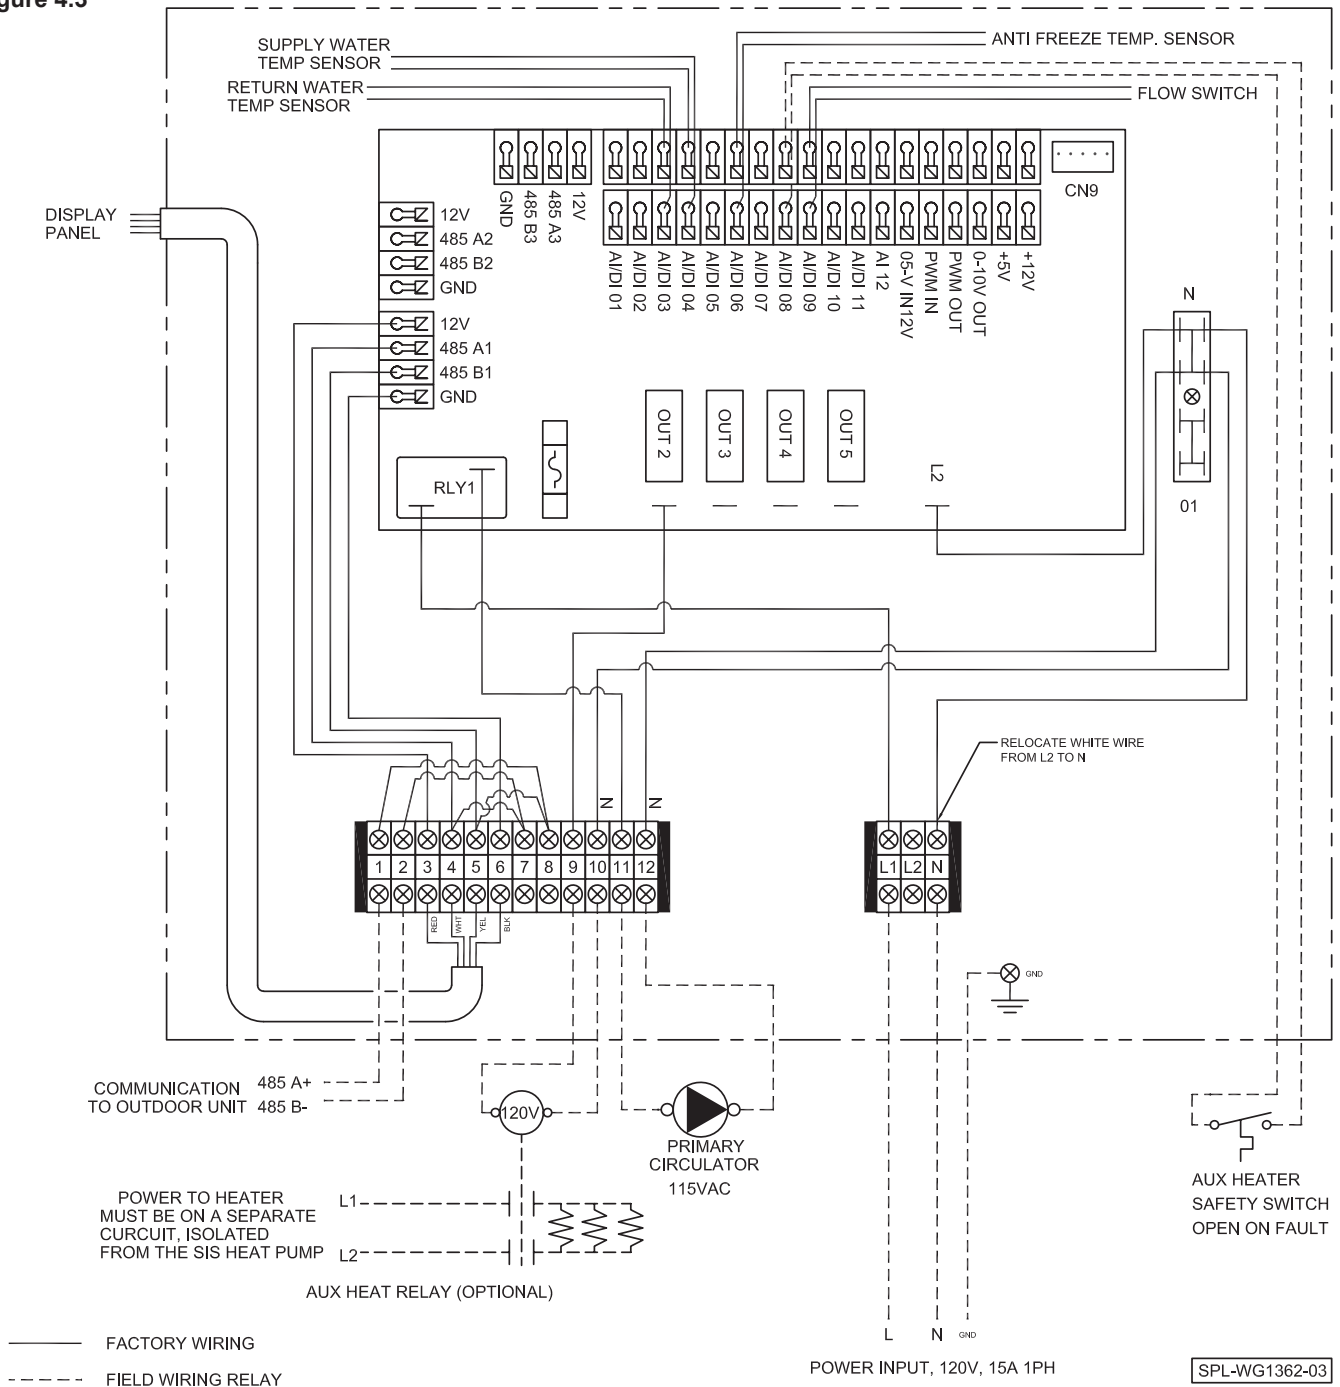 gure 4.3
SUPPLY WATER
TEMP SENSOR
RETURN WATER
TEMP SENSOR
ANTI FREEZE TEMP. SENSOR
FLOW SWITCH
DISPLAY
PANEL
GND
485 B3
485 A3
12V
CN9
12V
485 A2
485 B2
GND
12V
485 A1
485 B1
GND
AI/DI 01
AI/DI 02
AI/DI 03
AI/DI 04
AI/DI 05
AI/DI 06
AI/DI 07
AI/DI 08
AI/DI 09
AI/DI 10
AI/DI 11
AI 12
05-V IN12V
PWM IN
PWM OUT
0-10V OUT
+5V
+12V
N
01
OUT 2
OUT 3
OUT 4
OUT 5
L2
RLY1
RELOCATE WHITE WIRE
FROM L2 TO N
N
N
1 2 3 4 5 6 7 8 9 10 11 12
L1 L2 N
RED
WHT
YEL
BLK
GND
COMMUNICATION
TO OUTDOOR UNIT
485 A+
485 B-
120V
PRIMARY
CIRCULATOR
115VAC
AUX HEATER
SAFETY SWITCH
OPEN ON FAULT
POWER TO HEATER
MUST BE ON A SEPARATE
CURCUIT, ISOLATED
FROM THE SIS HEAT PUMP
L1
L2
AUX HEAT RELAY (OPTIONAL)
L N GND
POWER INPUT, 120V, 15A 1PH
FACTORY WIRING
FIELD WIRING RELAY
SPL-WG1362-03